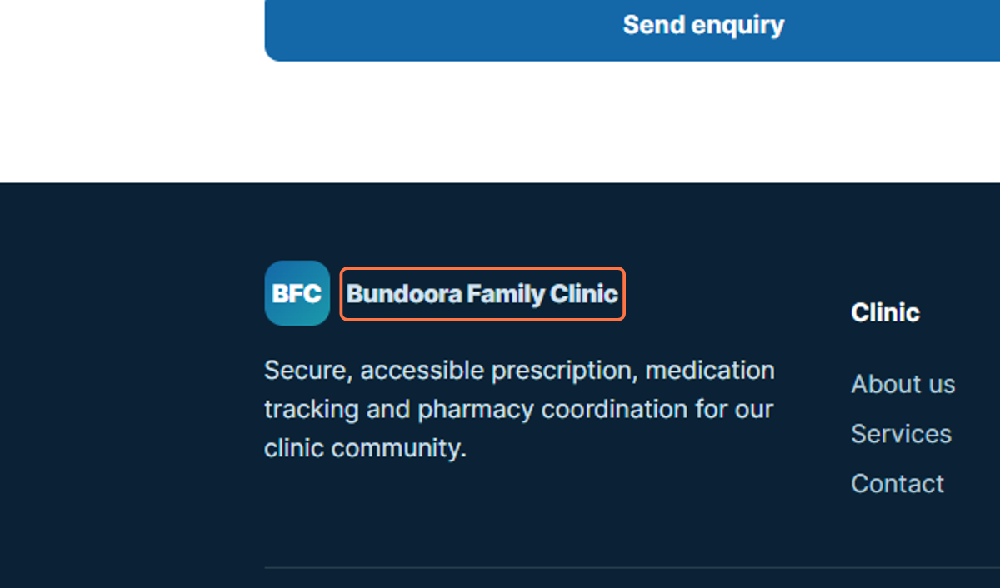 Send enquiry
BFC
Bundoora Family Clinic
Secure, accessible prescription, medication
tracking and pharmacy coordination for our
clinic community.
Clinic
About us
Services
Contact